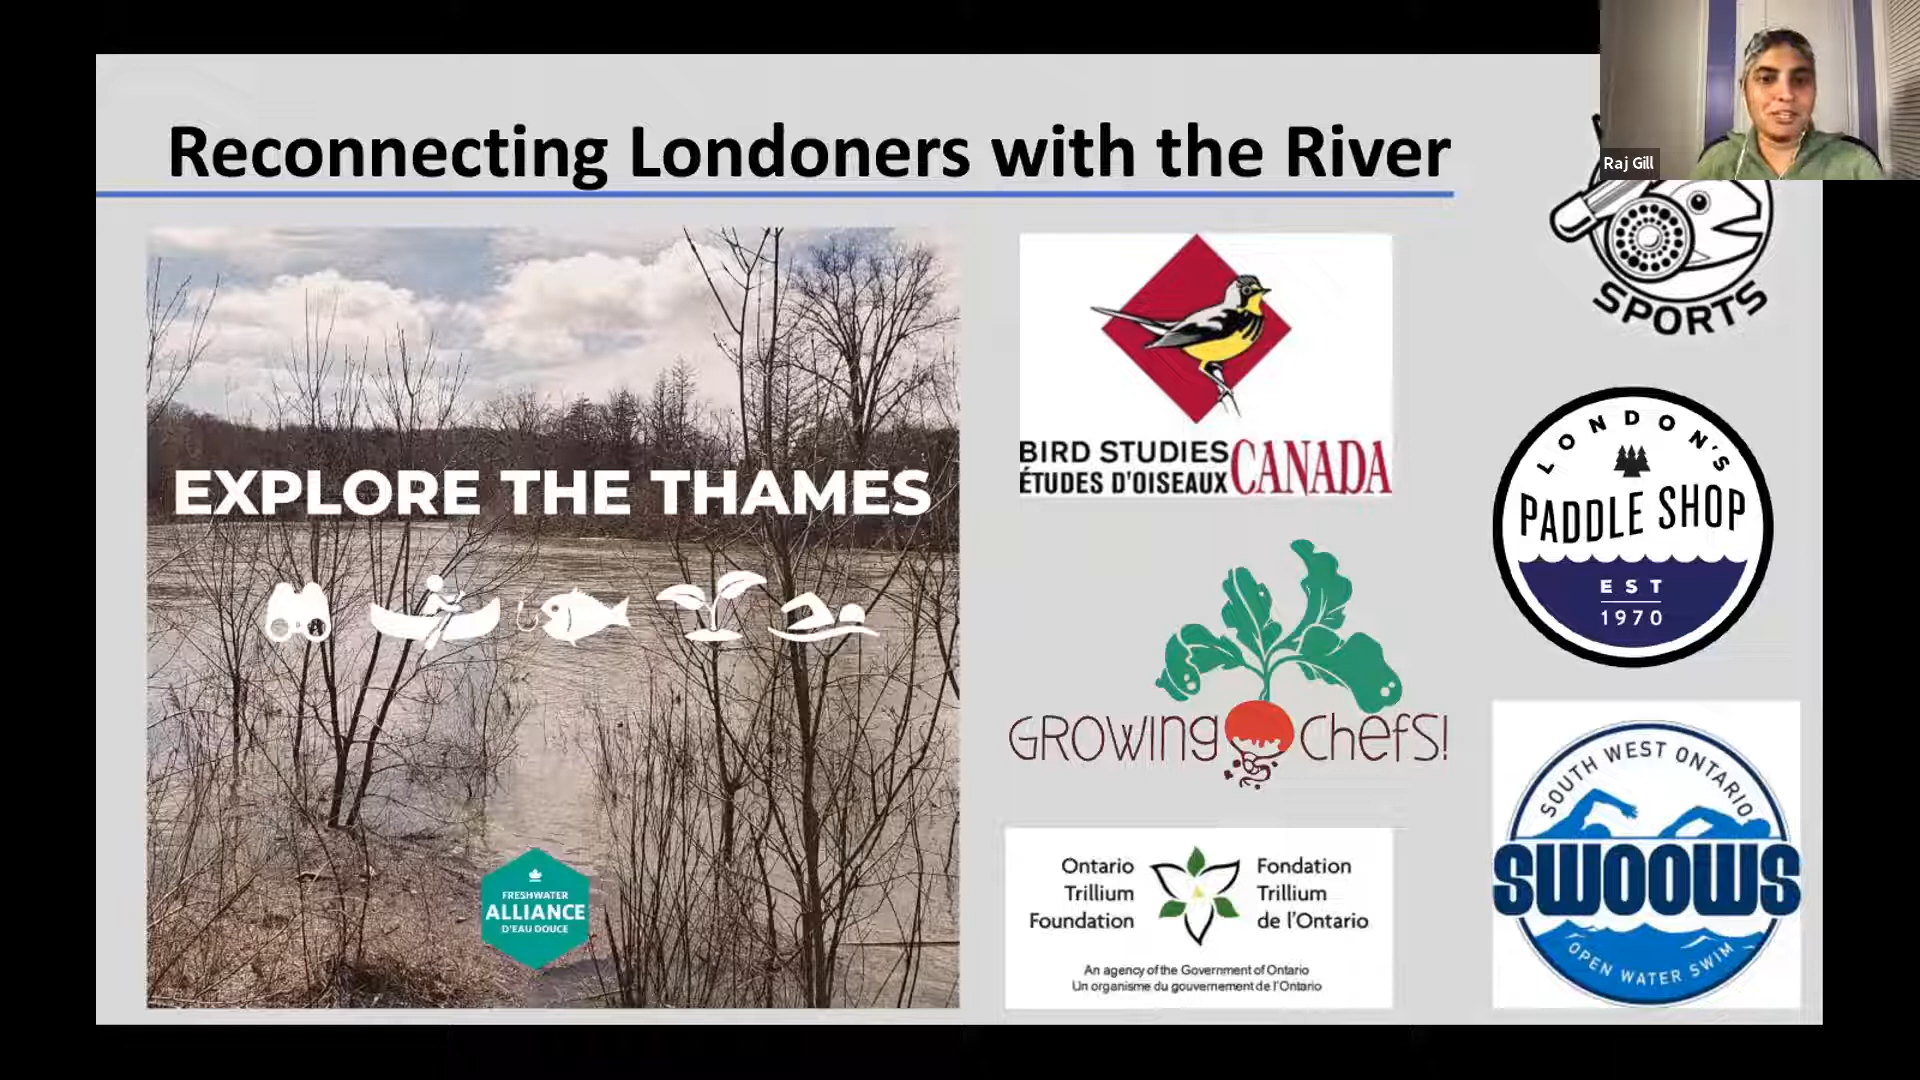 Reconnecting Londoners with the River
Raj Gill
EXPLORE THE THAMES
FRESHWATER
ALLIANCE
D'EAU DOUCE
BIRD STUDIES
ÉTUDES D'OISEAUX
CANADA
GROWING CHEFS!
Ontario
Trillium
Foundation
Fondation
Trillium
de l'Ontario
An agency of the Government of Ontario
Un organisme du gouvernement de l'Ontario
SPORTS
LONDON'S
PADDLE SHOP
EST
1970
SOUTH WEST ONTARIO
SWOOWS
OPEN WATER SWIM